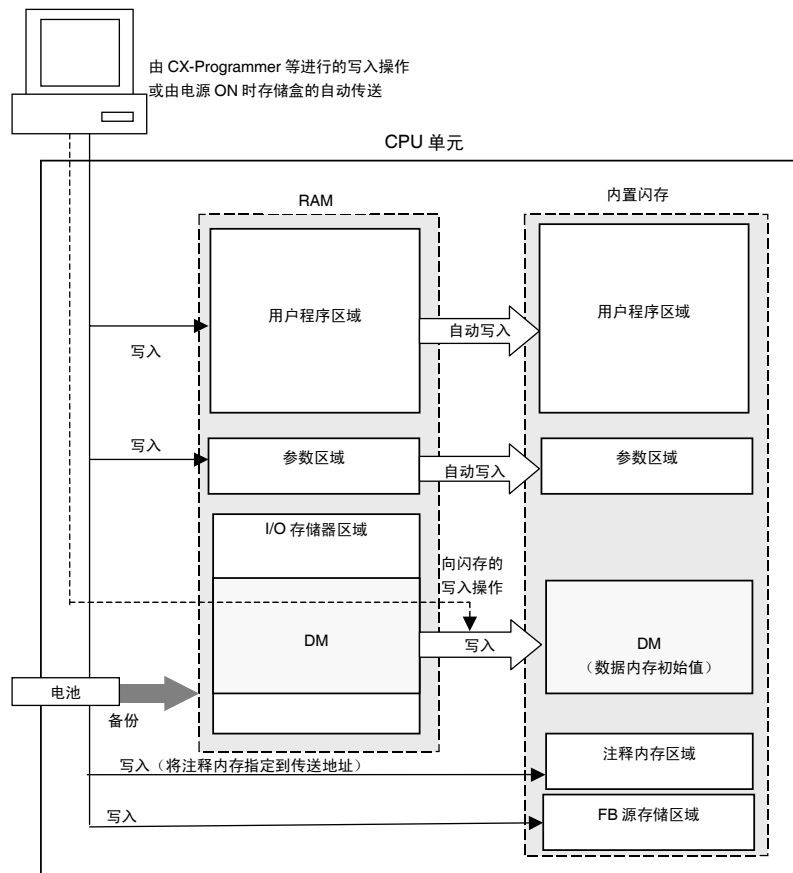 由 CX-Programmer 等进行的写入操作
或由电源 ON 时存储盒的自动传送
CPU 单元
RAM
内置闪存
用户程序区域
用户程序区域
自动写入
写入
写入
参数区域
参数区域
自动写入
I/O 存储器区域
向闪存的
写入操作
DM
写入
DM
（数据内存初始值）
电池
备份
注释内存区域
写入（将注释内存指定到传送地址）
FB 源存储区域
写入